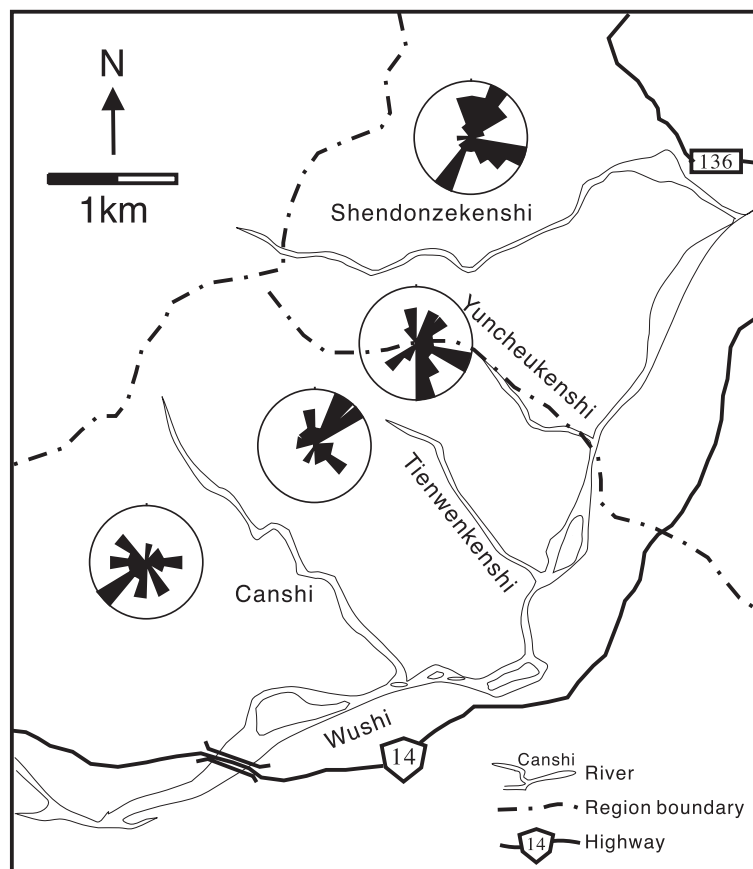 N
1km
136
Shendonzekenshi
Yuncheukenshi
Tienwenkenshi
Canshi
Wushi
14
Canshi
River
Region boundary
14
Highway